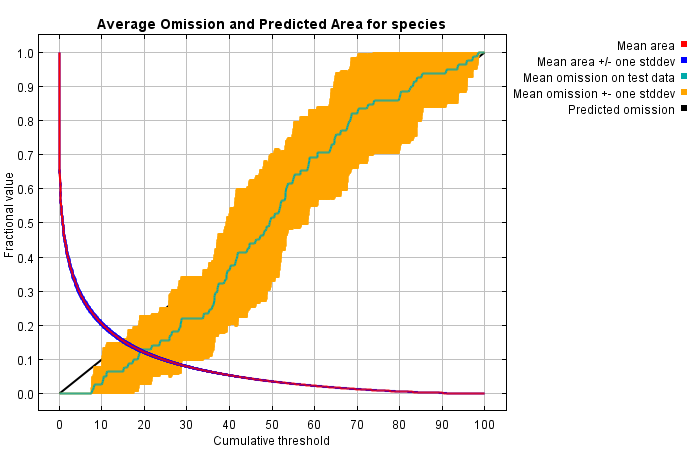 Average Omission and Predicted Area for species
Mean area
Mean area +/- one stddev
Mean omission on test data
Mean omission +- one stddev
Predicted omission
Fractional value
1.0
0.9
0.8
0.7
0.6
0.5
0.4
0.3
0.2
0.1
0.0
0 10 20 30 40 50 60 70 80 90 100
Cumulative threshold